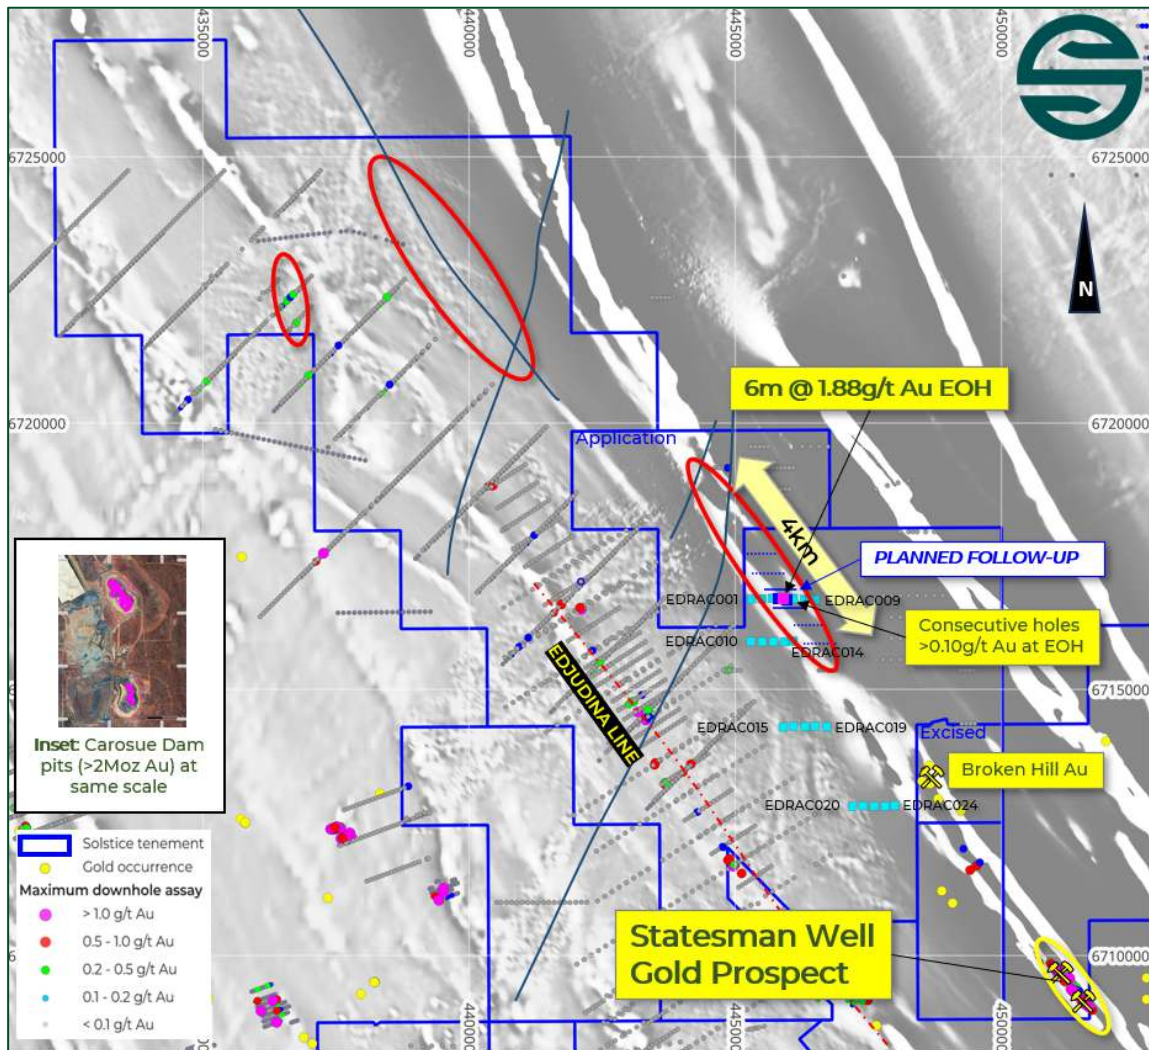 435000
440000
445000
450000
6725000
6725000
N
6m @ 1.88g/t Au EOH
6720000
6720000
Application
4km
PLANNED FOLLOW-UP
EDRAC001
EDRAC009
Consecutive holes
>0.10g/t Au at EOH
EDRAC010
EDRAC014
EDJUDINA LINE
6715000
EDRAC015
EDRAC019
Excised
Inset: Carosue Dam
pits (>2Moz Au) at
same scale
Broken Hill Au
EDRAC020
EDRAC024
Solstice tenement
Gold occurrence
Maximum downhole assay
> 1.0 g/t Au
0.5 - 1.0 g/t Au
0.2 - 0.5 g/t Au
0.1 - 0.2 g/t Au
< 0.1 g/t Au
Statesman Well
Gold Prospect
6710000
440000
445000
450000